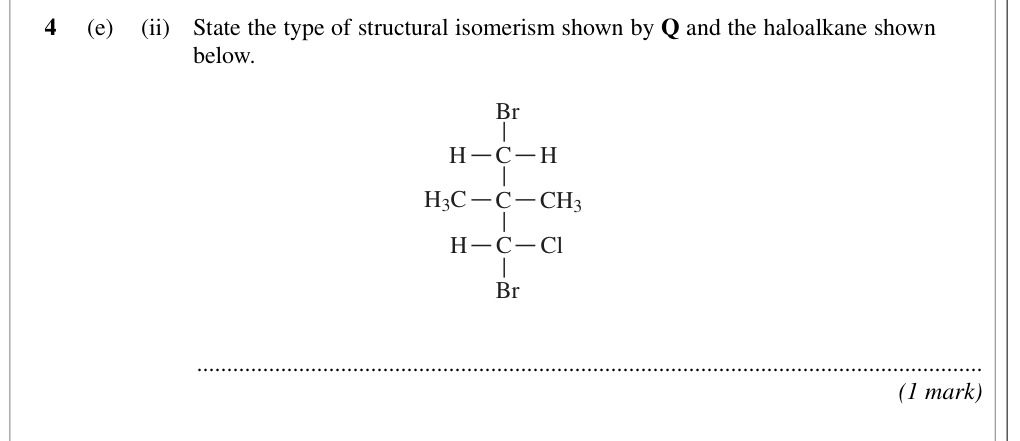 4 (e) (ii) State the type of structural isomerism shown by Q and the haloalkane shown
below.
Br
H C H
H₃C C CH₃
H C Cl
Br
(1 mark)